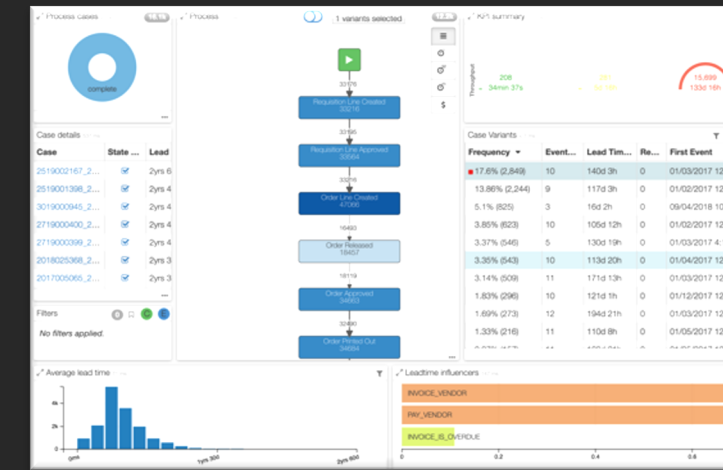 Process cases
complete
Case details
Case State ... Lead
2519002167_2... 2yrs 6
2519001398_2... 2yrs 4
3019000945_2... 2yrs 4
2719000400_2... 2yrs 4
2719000399_2... 2yrs 4
2018025368_2... 2yrs 3
2017005065_2... 2yrs 3
Filters
No filters applied.
Process
1 variants selected
Requisition Line Created
33216
Requisition Line Approved
Order Line Created
47066
16493
Order Released
18119
Order Approved
Order Printed Out
$
KPI summary
Throughput
208
34min 37s
15,699
133d 16h
Case Variants
Frequency Event... Lead Tim... Re... First Event
17.6% (2,849) 10 140d 3h 0 01/03/2017 12
13.86% (2,244) 9 117d 3h 0 01/02/2017 12
5.1% (825) 3 16d 2h 0 09/04/2018 10
3.85% (623) 10 105d 12h 0 01/02/2017 12
3.37% (546) 5 130d 19h 0 01/03/2017 4:
3.35% (543) 10 113d 20h 0 01/04/2017 12
3.14% (509) 11 171d 13h 0 01/03/2017 12
1.83% (296) 10 121d 1h 0 01/12/2017 12
1.69% (273) 12 194d 21h 0 01/03/2017 12
1.33% (216) 11 110d 8h 0 01/05/2017 12
Average lead time
4k
2k
0
0ms
1yrs 30d
2yrs 60d
Leadtime influencers
INVOICE_VENDOR
PAY_VENDOR
INVOICE_IS_OVERDUE
0 0.2 0.4 0.6